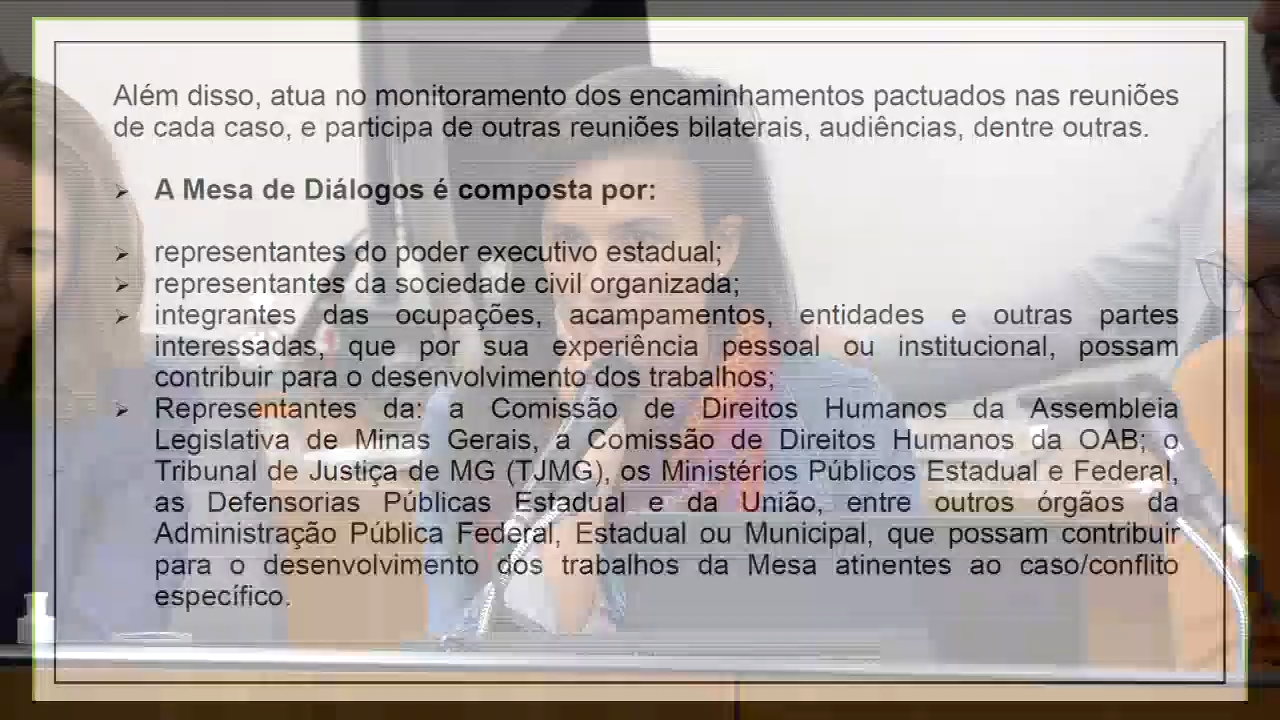 Além disso, atua no monitoramento dos encaminhamentos pactuados nas reuniões
de cada caso, e participa de outras reuniões bilaterais, audiências, dentre outras.
➢ A Mesa de Diálogos é composta por:
➢ representantes do poder executivo estadual;
➢ representantes da sociedade civil organizada;
➢ integrantes das ocupações, acampamentos, entidades e outras partes
interessadas, que por sua experiência pessoal ou institucional, possam
contribuir para o desenvolvimento dos trabalhos;
➢ Representantes da: a Comissão de Direitos Humanos da Assembleia
Legislativa de Minas Gerais, a Comissão de Direitos Humanos da OAB; o
Tribunal de Justiça de MG (TJMG), os Ministérios Públicos Estadual e Federal,
as Defensorias Públicas Estadual e da União, entre outros órgãos da
Administração Pública Federal, Estadual ou Municipal, que possam contribuir
para o desenvolvimento dos trabalhos da Mesa atinentes ao caso/conflito
específico.